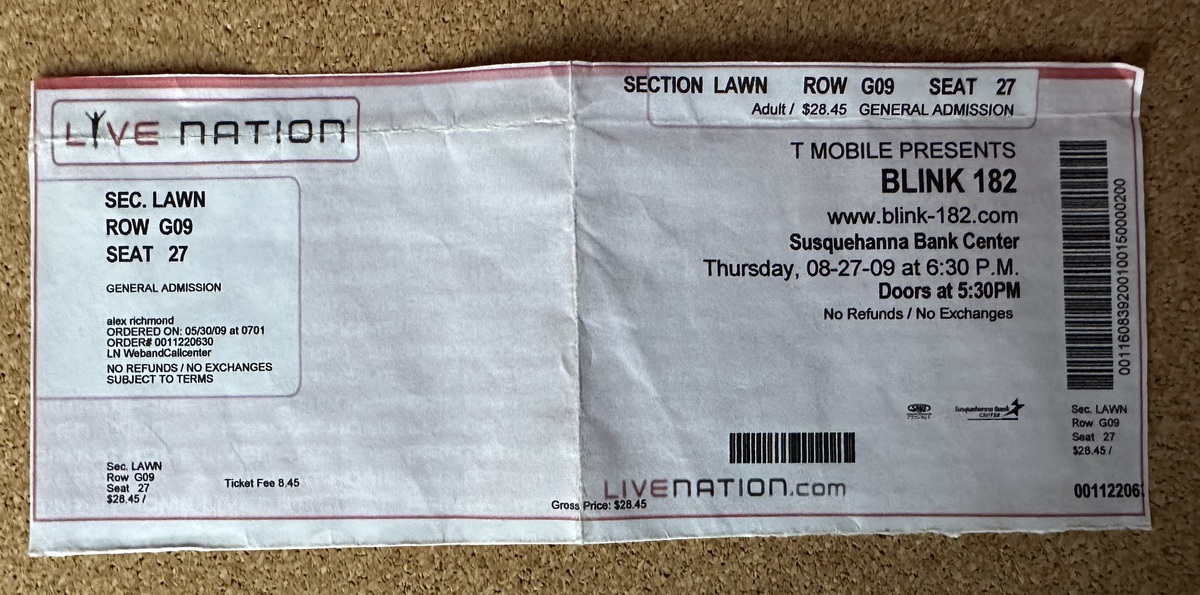 LIVE NATION
SEC. LAWN
ROW G09
SEAT 27
GENERAL ADMISSION
alex richmond
ORDERED ON: 05/30/09 at 0701
ORDER# 0011220630
LN WebandCallcenter
NO REFUNDS / NO EXCHANGES
SUBJECT TO TERMS
Sec. LAWN
Row G09
Seat 27
$28.45 /
Ticket Fee 8.45
SECTION LAWN ROW G09 SEAT 27
Adult / $28.45 GENERAL ADMISSION
T MOBILE PRESENTS
BLINK 182
www.blink-182.com
Susquehanna Bank Center
Thursday, 08-27-09 at 6:30 P.M.
Doors at 5:30PM
No Refunds / No Exchanges
Susquehanna Bank
CENTER
LIVENATION.com
Gross Price: $28.45
001160839200100150000200
Sec. LAWN
Row G09
Seat 27
$28.45 /
00112206